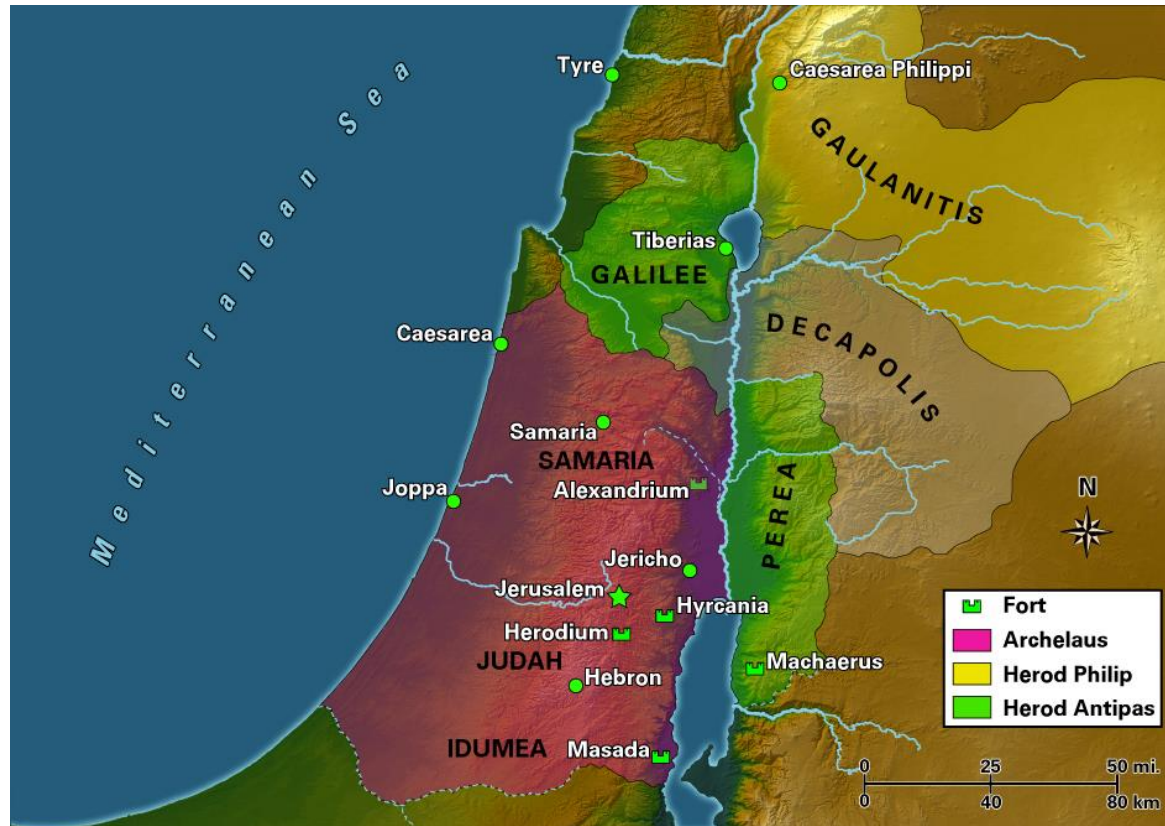 Mediterranean Sea
Tyre
Caesarea Philippi
GAULANITIS
Tiberias
GALILEE
DECAPOLIS
Caesarea
Samaria
SAMARIA
Alexandrium
Joppa
PEREA
N
Jericho
Jerusalem
Hyrcania
Herodium
JUDAH
Machaerus
Hebron
IDUMEA
Masada
Fort
Archelaus
Herod Philip
Herod Antipas
0 25 50 mi.
0 40 80 km